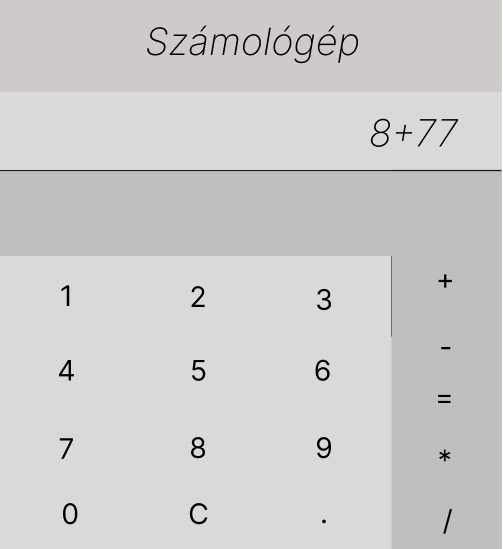 Számológép
8+77
1 2 3 +
-
4 5 6
=
7 8 9 *
0 C . /